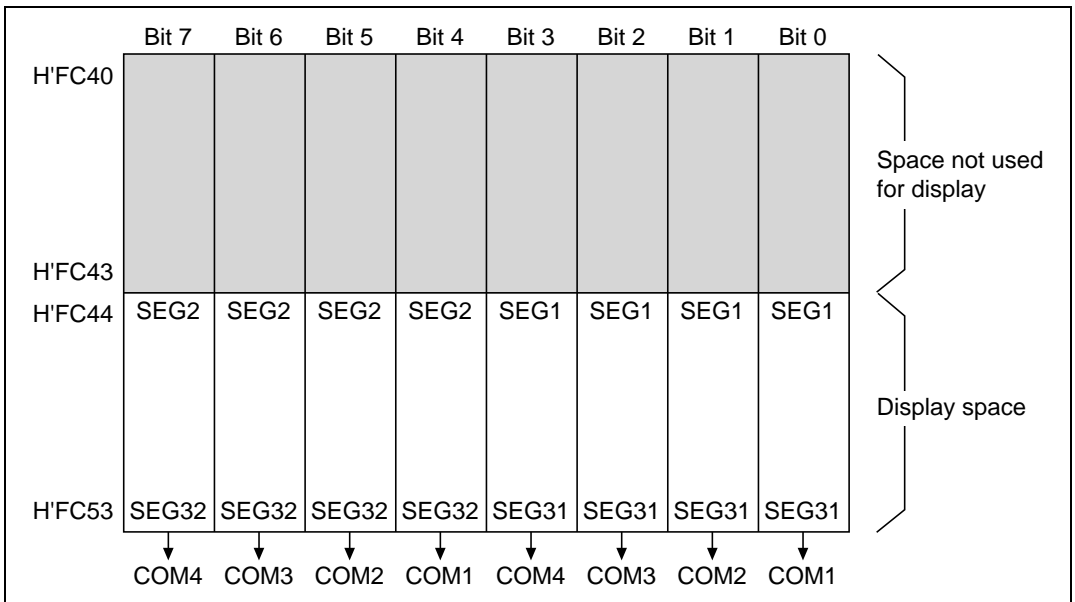 Bit 7 Bit 6 Bit 5 Bit 4 Bit 3 Bit 2 Bit 1 Bit 0
H'FC40
Space not used
for display
H'FC43
H'FC44 SEG2 SEG2 SEG2 SEG2 SEG1 SEG1 SEG1 SEG1
Display space
H'FC53 SEG32 SEG32 SEG32 SEG32 SEG31 SEG31 SEG31 SEG31
COM4 COM3 COM2 COM1 COM4 COM3 COM2 COM1